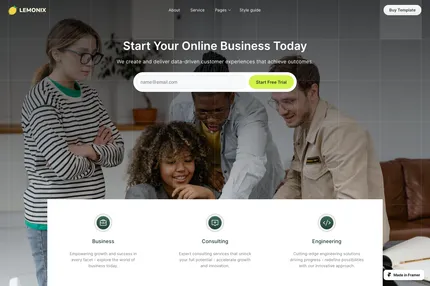 LEMONIX
About
Service
Pages
Style guide
Buy Template
Start Your Online Business Today
We create and deliver data-driven customer experiences that achieve outcomes
name@email.com
Start Free Trial
Business
Consulting
Engineering
Empowering growth and success in
every facet – explore the world of
business today.
Expert consulting services that unlock
your full potential – accelerate growth
and innovation.
Cutting-edge engineering solutions
driving progress – redefine possibilities
with our innovative approach.
Made in Framer